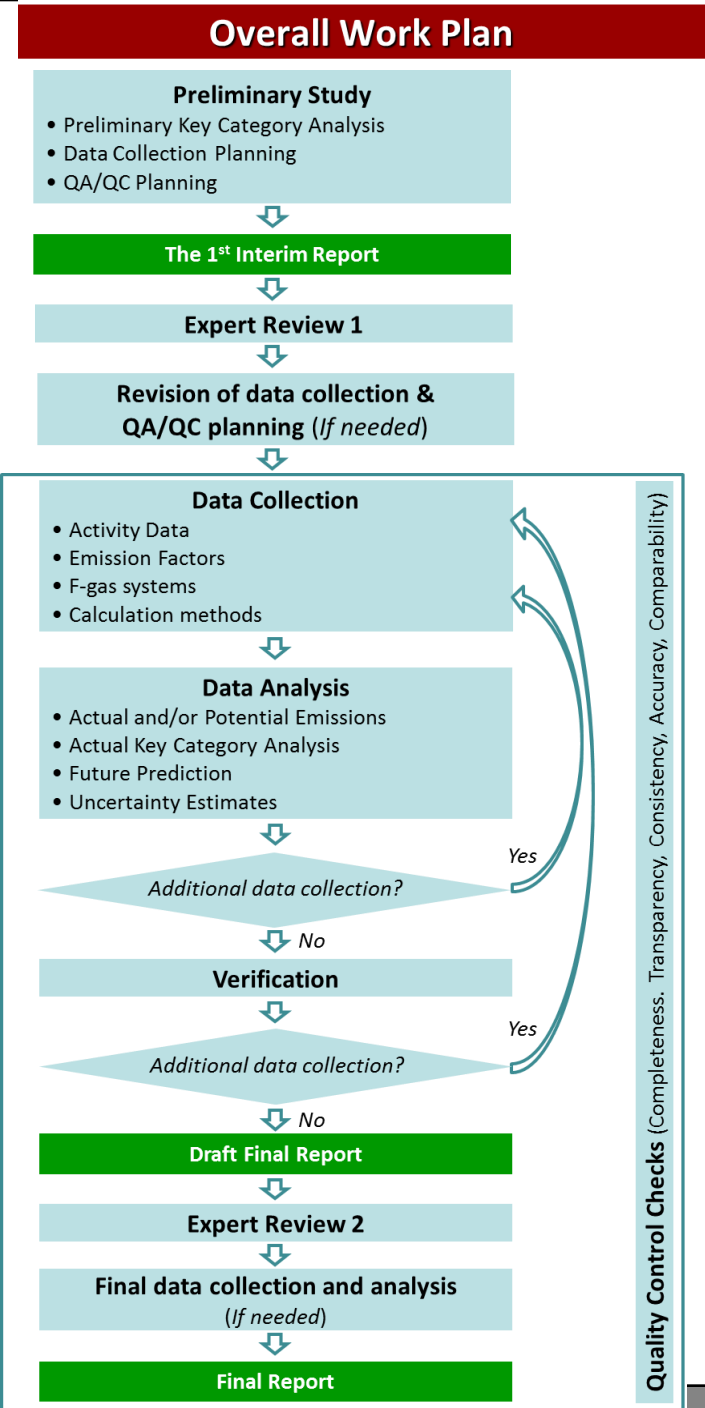 Overall Work Plan
Preliminary Study
• Preliminary Key Category Analysis
• Data Collection Planning
• QA/QC Planning
The 1st Interim Report
Expert Review 1
Revision of data collection &
QA/QC planning (If needed)
Data Collection
• Activity Data
• Emission Factors
• F-gas systems
• Calculation methods
Data Analysis
• Actual and/or Potential Emissions
• Actual Key Category Analysis
• Future Prediction
• Uncertainty Estimates
Yes
Additional data collection?
No
Verification
Yes
Additional data collection?
No
Draft Final Report
Expert Review 2
Final data collection and analysis
(If needed)
Final Report
Quality Control Checks (Completeness. Transparency, Consistency, Accuracy, Comparability)